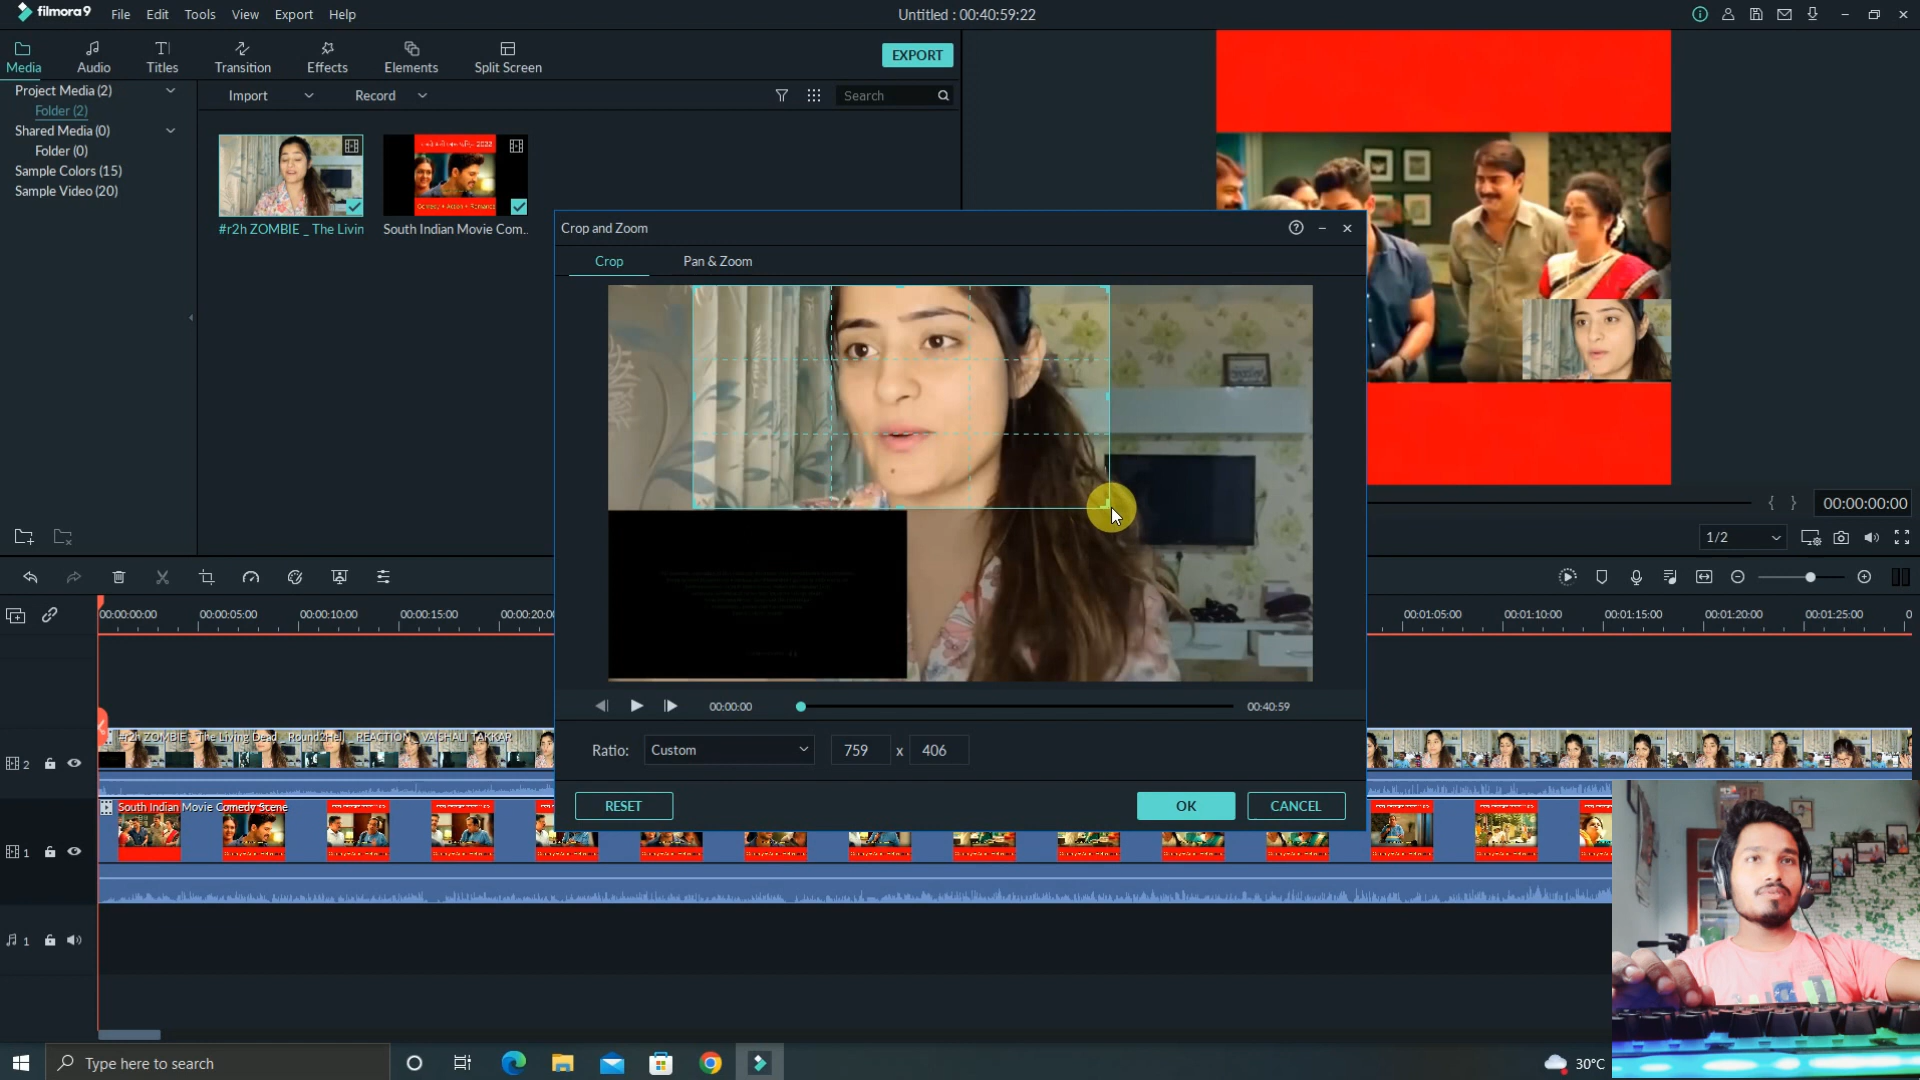 filmora9
File
Edit
Tools
View
Export
Help
Untitled : 00:40:59:22
Media
Audio
Titles
Transition
Effects
Elements
Split Screen
EXPORT
Project Media (2)
Folder (2)
Shared Media (0)
Folder (0)
Sample Colors (15)
Sample Video (20)
Import
Record
Search
2022
#r2h ZOMBIE _ The Livin
South Indian Movie Com..
Crop and Zoom
Crop
Pan & Zoom
00:00:00
00:40:59
Ratio:
Custom
759
x
406
RESET
OK
CANCEL
{ }
00:00:00:00
1/2
00:00:00:00
00:00:05:00
00:00:10:00
00:00:15:00
00:00:20:00
00:01:05:00
00:01:10:00
00:01:15:00
00:01:20:00
00:01:25:00
#r2h ZOMBIE _ The Living Dead _ Round2Hell _ REACTION _ VAISHALI TAKKAR
2
South Indian Movie Comedy Scene
1
1
Type here to search
30°C